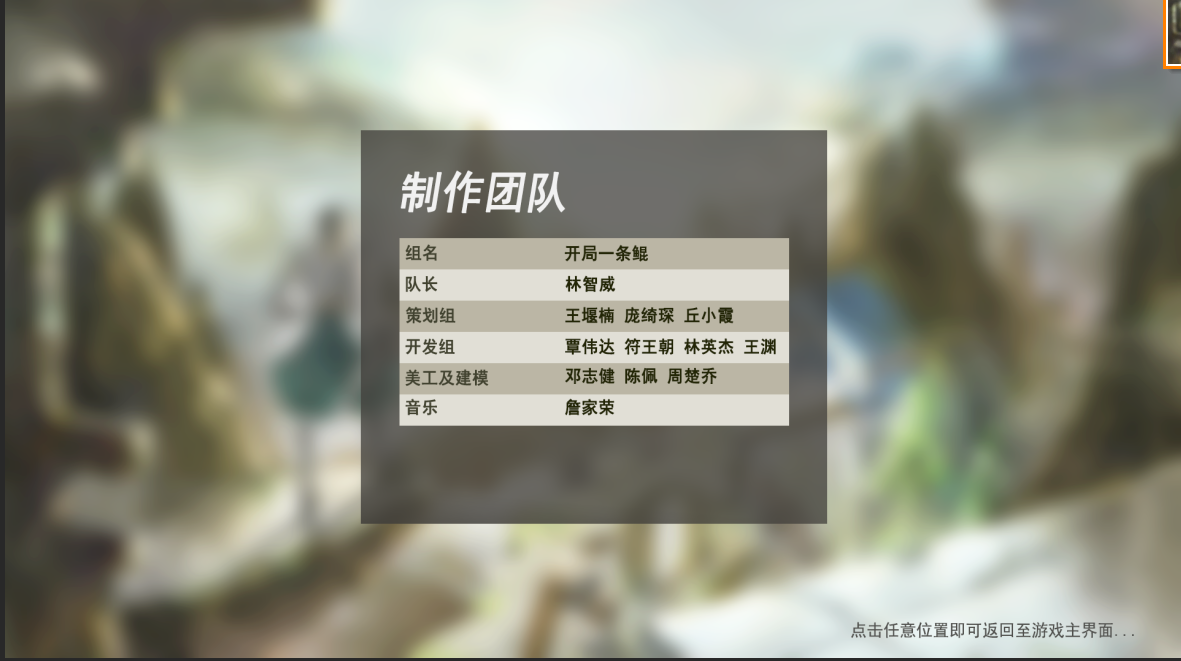 制作团队
组名 开局一条鲲
队长 林智威
策划组 王堰楠 庞绮琛 丘小霞
开发组 覃伟达 符王朝 林英杰 王渊
美工及建模 邓志健 陈佩 周楚乔
音乐 詹家荣
点击任意位置即可返回至游戏主界面...